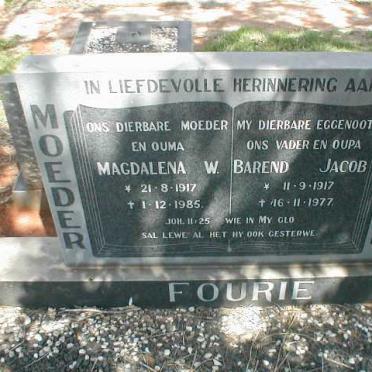 IN LIEFDEVOLLE HERINNERING AAN
MOEDER
ONS DIERBARE MOEDER
EN OUMA
MAGDALENA W.
* 21-8-1917
† 1-12-1985
MY DIERBARE EGGENOOT
ONS VADER EN OUPA
BAREND JACOB
* 11-9-1917
† 16-11-1977
JOH. 11:25 WIE IN MY GLO
SAL LEWE AL HET HY OOK GESTERWE
FOURIE